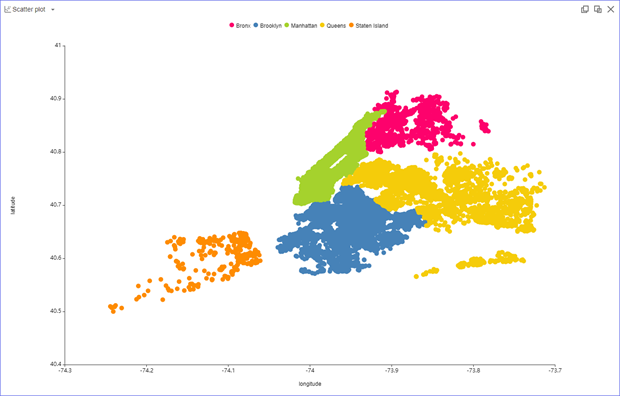 Scatter plot
Bronx Brooklyn Manhattan Queens Staten Island
41
40.9
40.8
40.7
40.6
40.5
40.4
latitude
-74.3 -74.2 -74.1 -74 -73.9 -73.8 -73.7
longitude